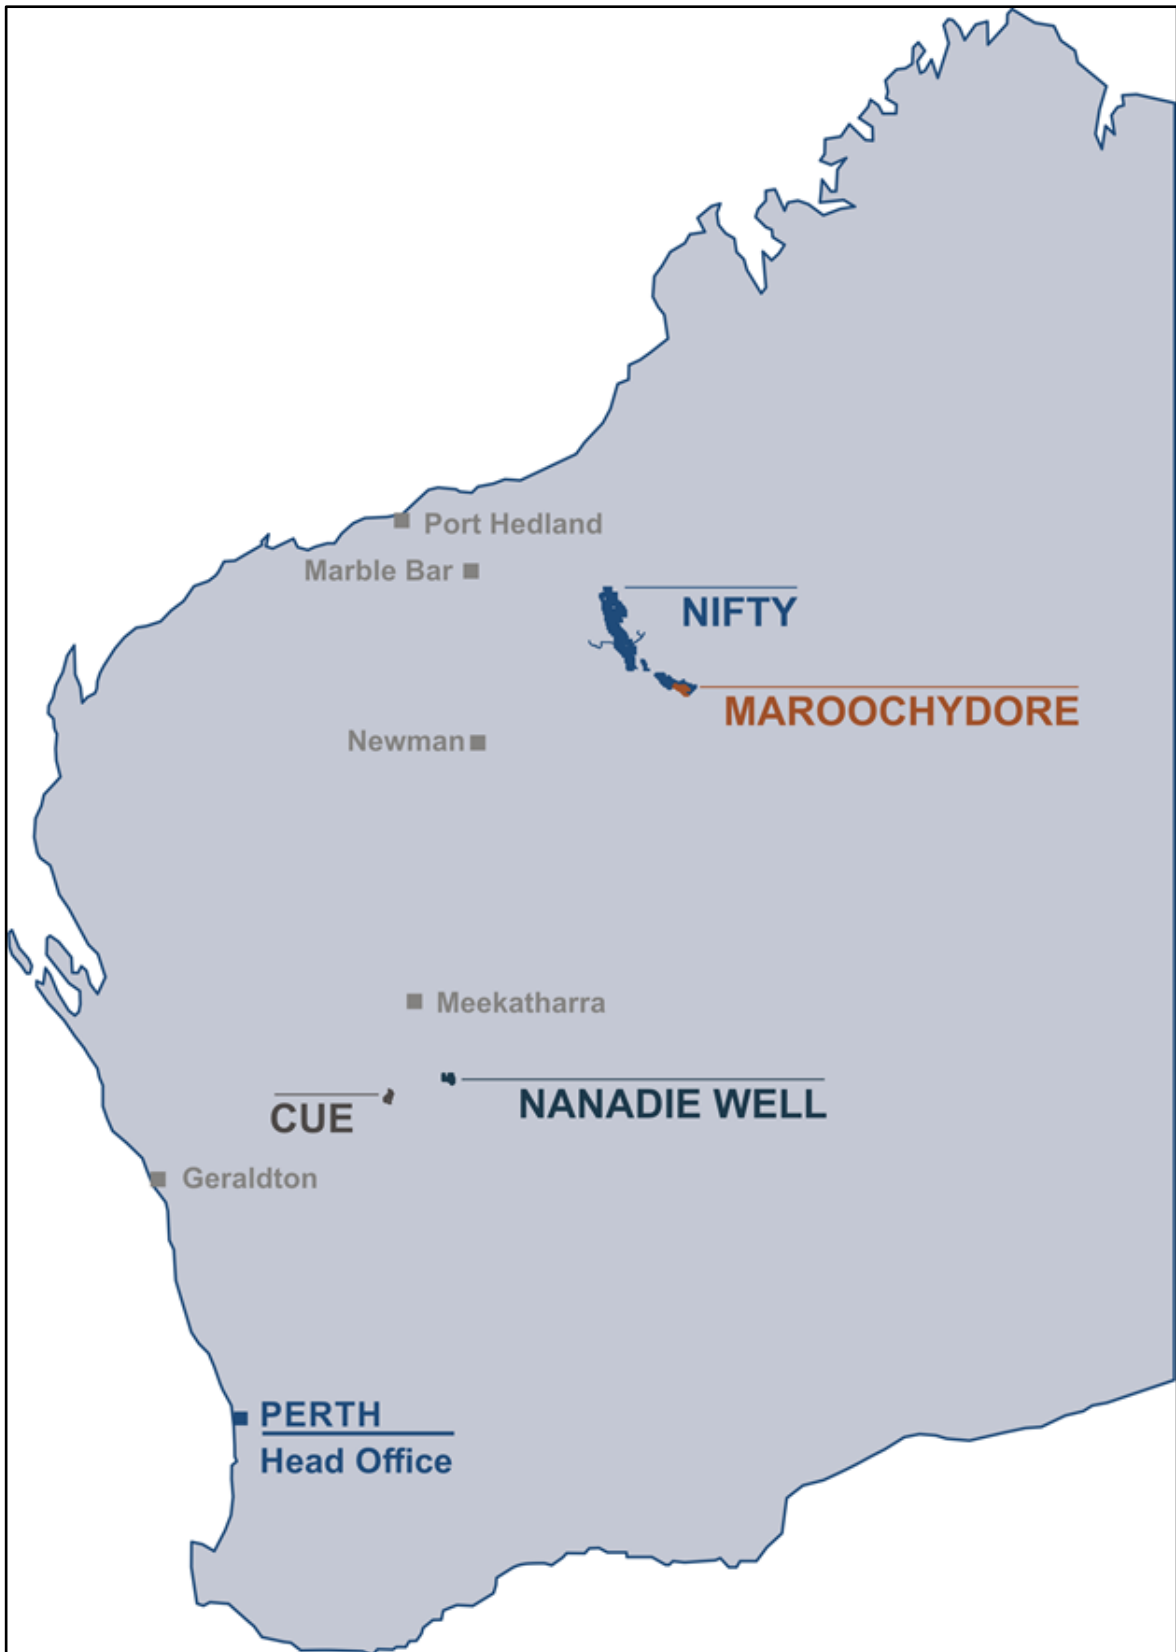 Port Hedland
Marble Bar
NIFTY
MAROOCHYDORE
Newman
Meekatharra
CUE
NANADIE WELL
Geraldton
PERTH
Head Office